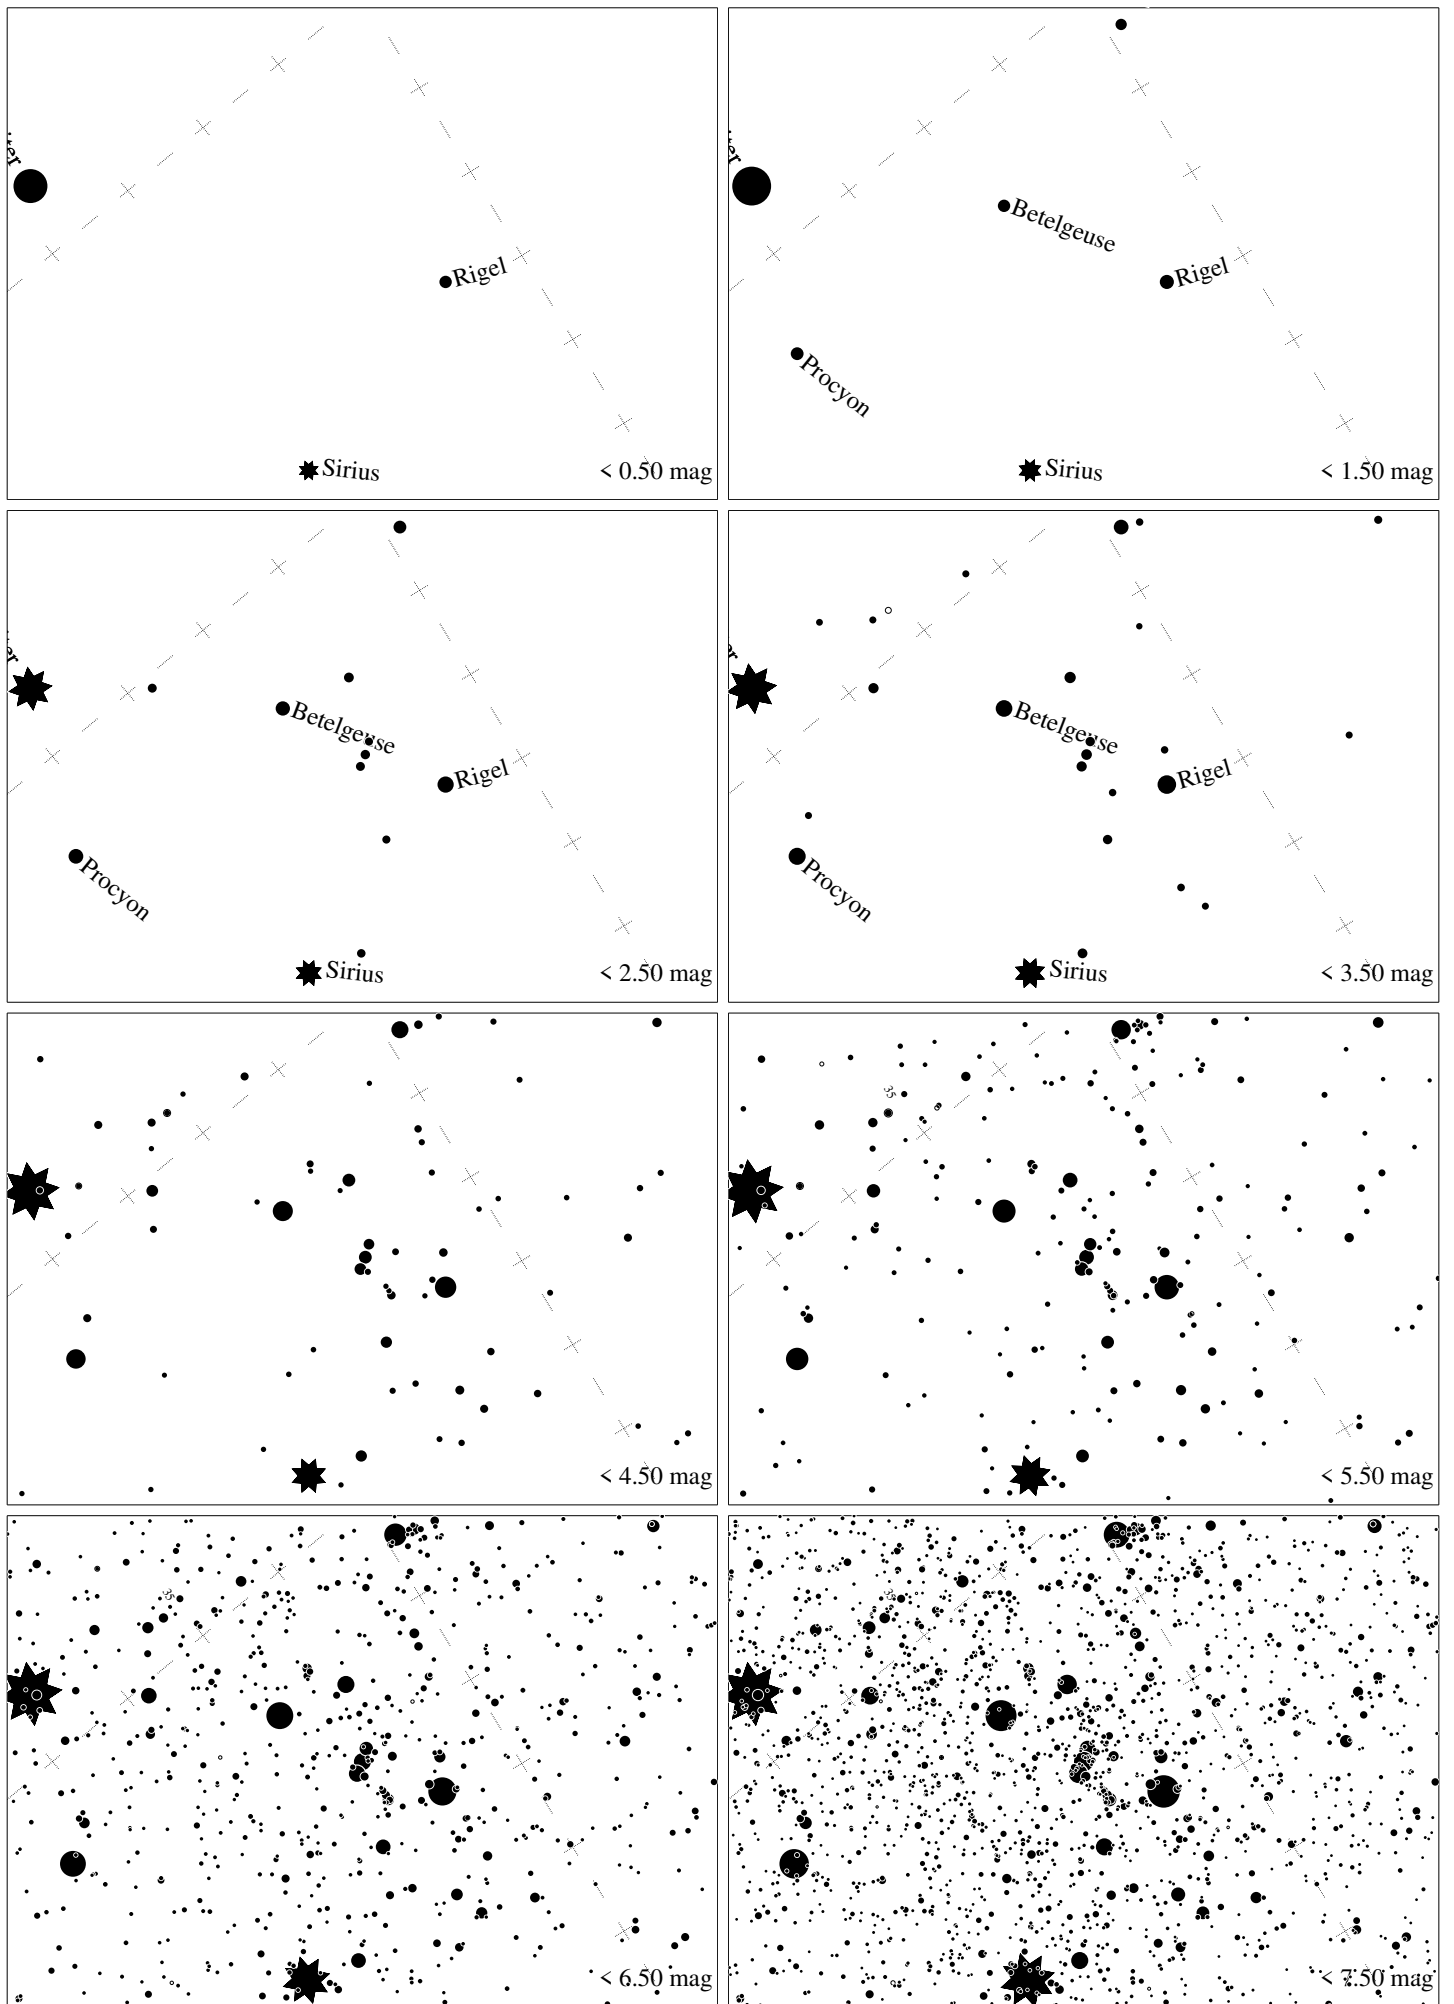 Rigel
Sirius
< 0.50 mag
Betelgeuse
Rigel
Procyon
Sirius
< 1.50 mag
Betelgeuse
Rigel
Procyon
Sirius
< 2.50 mag
Betelgeuse
Rigel
Procyon
Sirius
< 3.50 mag
< 4.50 mag
35
< 5.50 mag
35
< 6.50 mag
35
< 7.50 mag